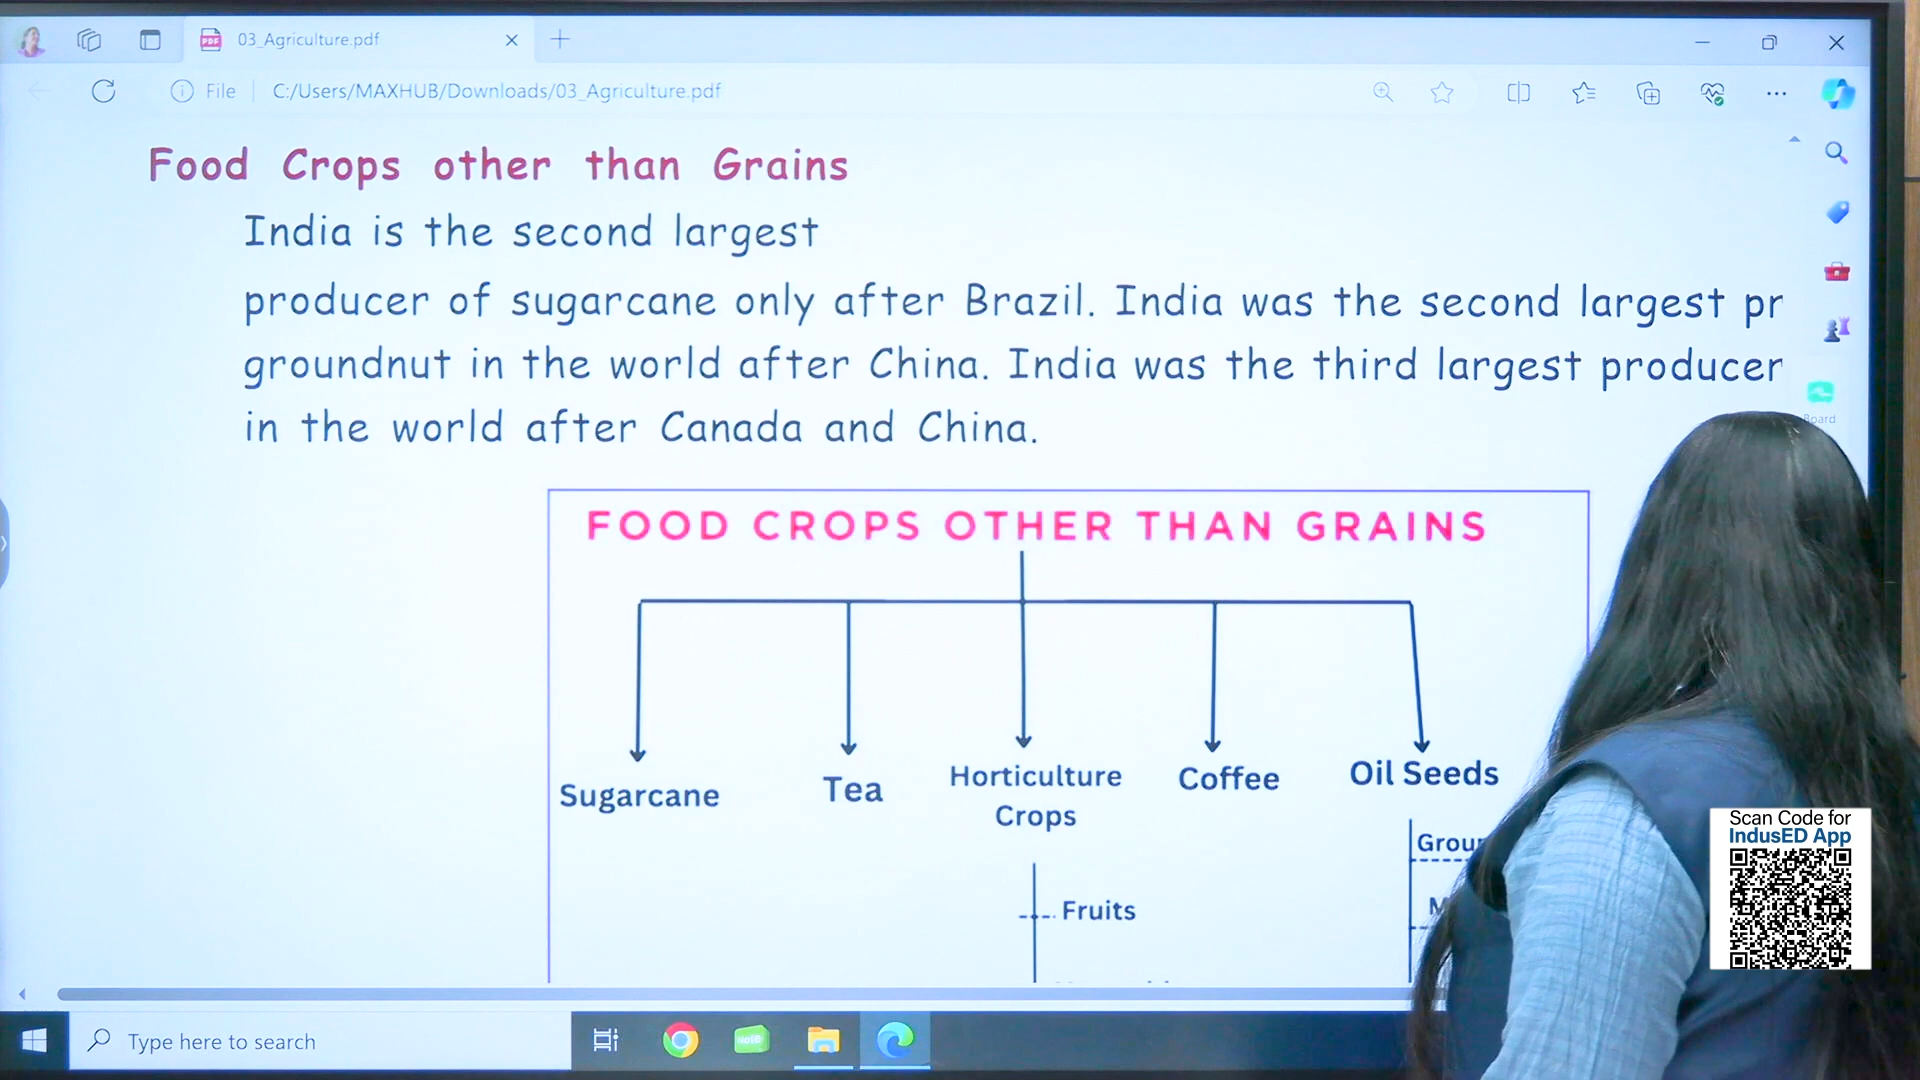 03_Agriculture.pdf
File
C:/Users/MAXHUB/Downloads/03_Agriculture.pdf
Food Crops other than Grains
India is the second largest
producer of sugarcane only after Brazil. India was the second largest pr
groundnut in the world after China. India was the third largest producer
in the world after Canada and China.
Board
FOOD CROPS OTHER THAN GRAINS
Sugarcane
Tea
Horticulture
Crops
Coffee
Oil Seeds
Grou
M
Fruits
Scan Code for
IndusED App
Type here to search